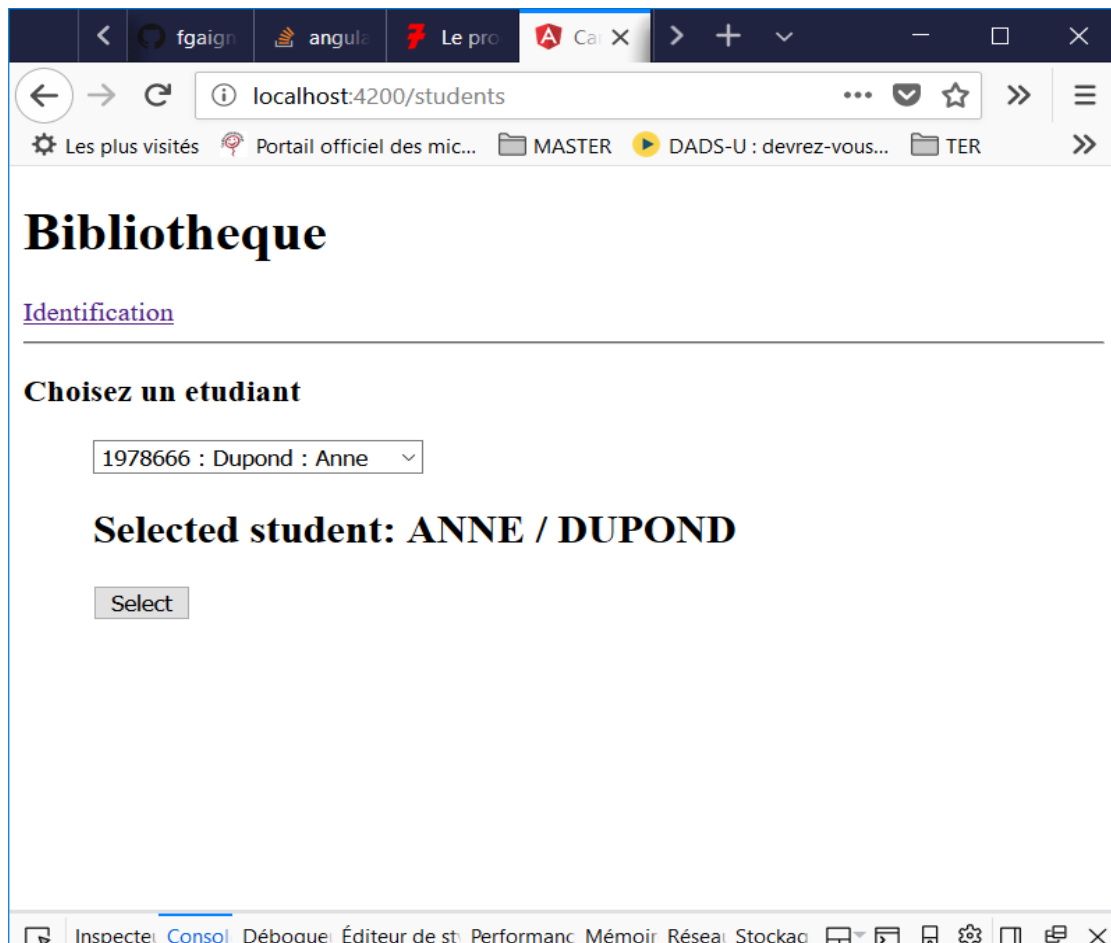 fgaign angula Le pro Ca
localhost:4200/students
Les plus visités Portail officiel des mic... MASTER DADS-U : devrez-vous... TER
Bibliotheque
Identification
Choisez un etudiant
1978666 : Dupond : Anne
Selected student: ANNE / DUPOND
Select
Inspecteu Consol Débogue Éditeur de st Performanc Mémoir Réseau Stockag